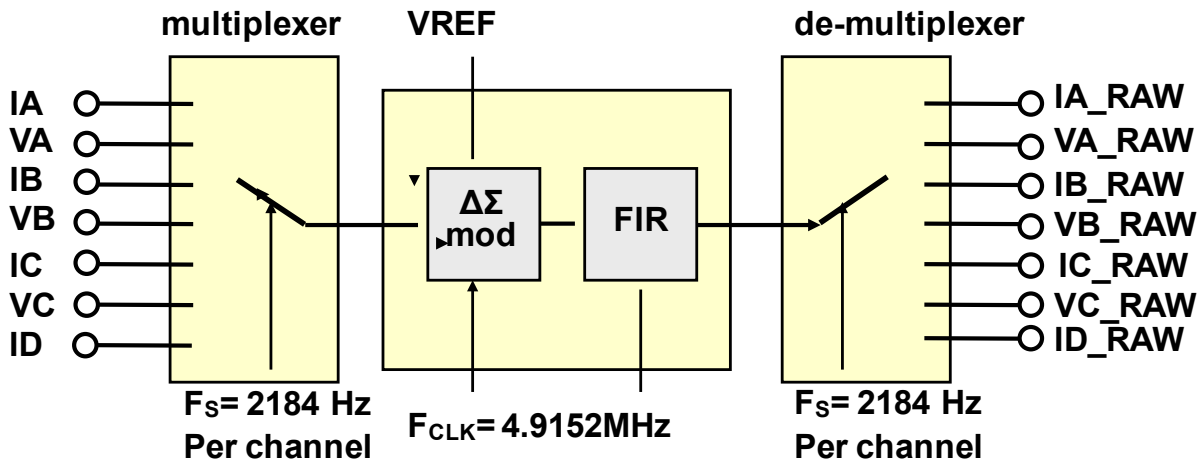 multiplexer
VREF
de-multiplexer
IA
VA
IB
VB
IC
VC
ID
ΔΣ
mod
FIR
IA_RAW
VA_RAW
IB_RAW
VB_RAW
IC_RAW
VC_RAW
ID_RAW
FS= 2184 Hz
Per channel
FCLK= 4.9152MHz
FS= 2184 Hz
Per channel